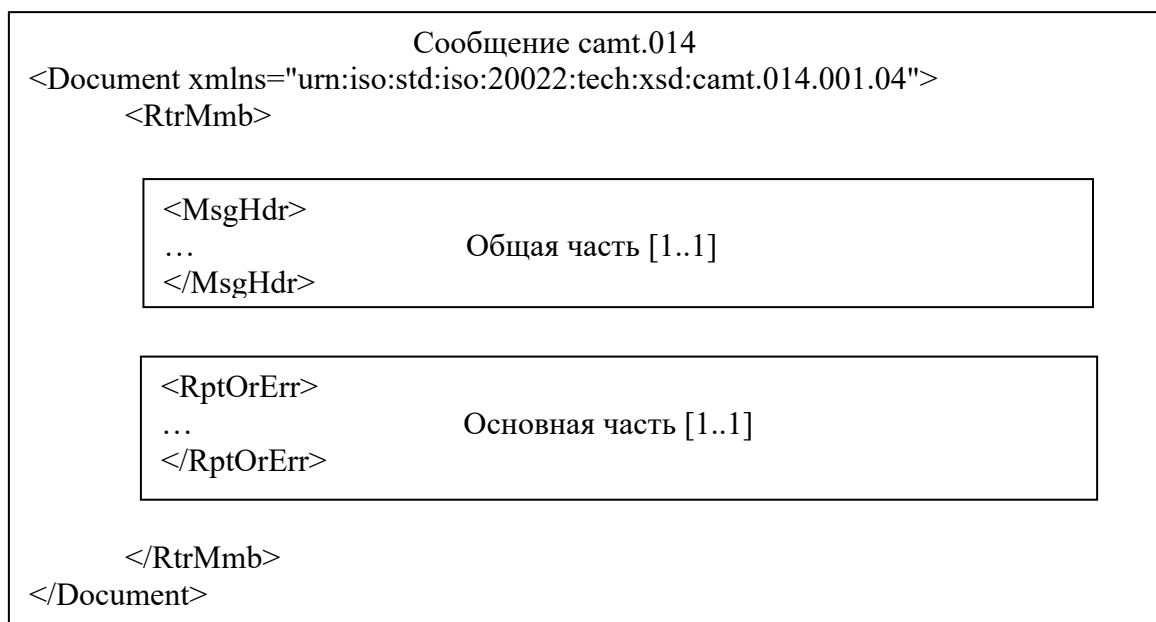 Сообщение camt.014
<Document xmlns="urn:iso:std:iso:20022:tech:xsd:camt.014.001.04">
<RtrMmb>
<MsgHdr>
… Общая часть [1..1]
</MsgHdr>
<RptOrErr>
… Основная часть [1..1]
</RptOrErr>
</RtrMmb>
</Document>